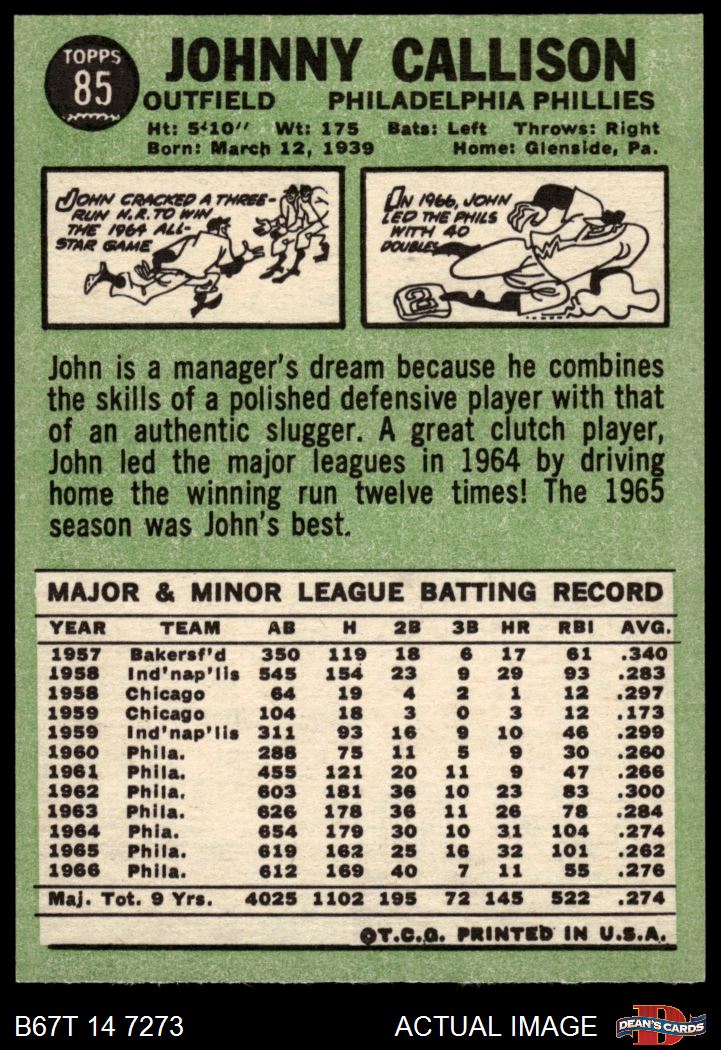 TOPPS
85
JOHNNY CALLISON
OUTFIELD PHILADELPHIA PHILLIES
Ht: 5'10" Wt: 175 Bats: Left Throws: Right
Born: March 12, 1939 Home: Glenside, Pa.
JOHN CRACKED A THREE-
RUN H.R. TO WIN
THE 1964 ALL-
STAR GAME
IN 1966, JOHN
LED THE PHILS
WITH 40
DOUBLES
2
John is a manager's dream because he combines
the skills of a polished defensive player with that
of an authentic slugger. A great clutch player,
John led the major leagues in 1964 by driving
home the winning run twelve times! The 1965
season was John's best.
MAJOR & MINOR LEAGUE BATTING RECORD
YEAR TEAM AB H 2B 3B HR RBI AVG.
1957 Bakersf'd 350 119 18 6 17 61 .340
1958 Ind'nap'lis 545 154 23 9 29 93 .283
1958 Chicago 64 19 4 2 1 12 .297
1959 Chicago 104 18 3 0 3 12 .173
1959 Ind'nap'lis 311 93 16 9 10 46 .299
1960 Phila. 288 75 11 5 9 30 .260
1961 Phila. 455 121 20 11 9 47 .266
1962 Phila. 603 181 36 10 23 83 .300
1963 Phila. 626 178 36 11 26 78 .284
1964 Phia. 654 179 30 10 31 104 .274
1965 Phila. 619 162 25 16 32 101 .262
1966 Phila. 612 169 40 7 11 55 .276
Maj. Tot. 9 Yrs. 4025 1102 195 72 145 522 .274
©T.C.G. PRINTED IN U.S.A.
B67T 14 7273 ACTUAL IMAGE
D
DEAN'S CARDS